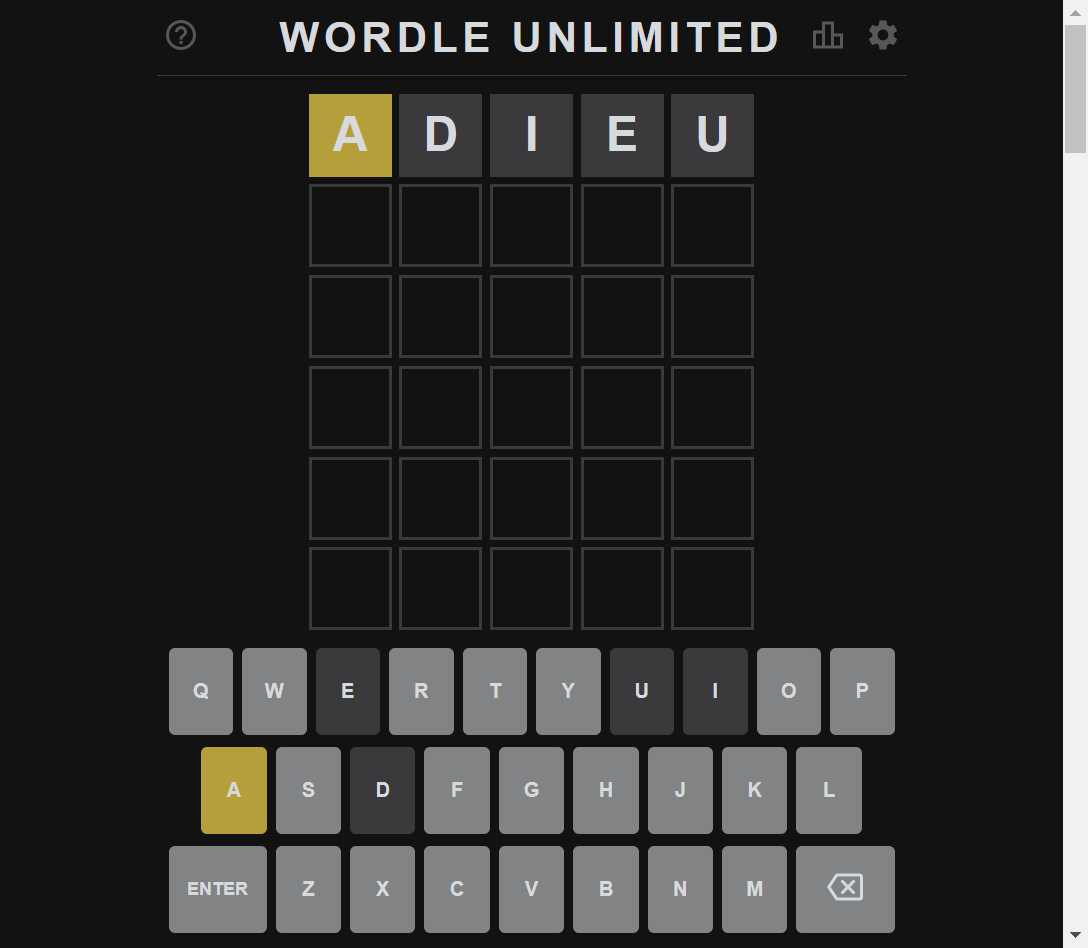 WORDLE UNLIMITED
A D I E U
Q W E R T Y U I O P
A S D F G H J K L
ENTER Z X C V B N M